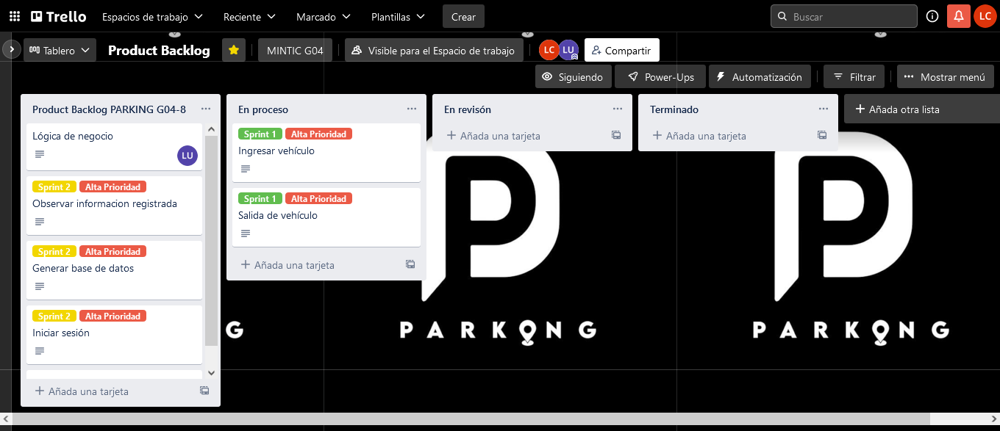 Trello Espacios de trabajo Reciente Marcado Plantillas Crear Buscar LC
Tablero Product Backlog MINTIC G04 Visible para el Espacio de trabajo LC LU Compartir
Siguiendo Power-Ups Automatización Filtrar Mostrar menú
Product Backlog PARKING G04-8
Lógica de negocio
LU
Sprint 2 Alta Prioridad
Observar informacion registrada
Sprint 2 Alta Prioridad
Generar base de datos
Sprint 2 Alta Prioridad
Iniciar sesión
Añada una tarjeta
En proceso
Sprint 1 Alta Prioridad
Ingresar vehículo
Sprint 1 Alta Prioridad
Salida de vehículo
Añada una tarjeta
En revisón
Añada una tarjeta
Terminado
Añada una tarjeta
Añada otra lista
G
PARKONG
PARKONG